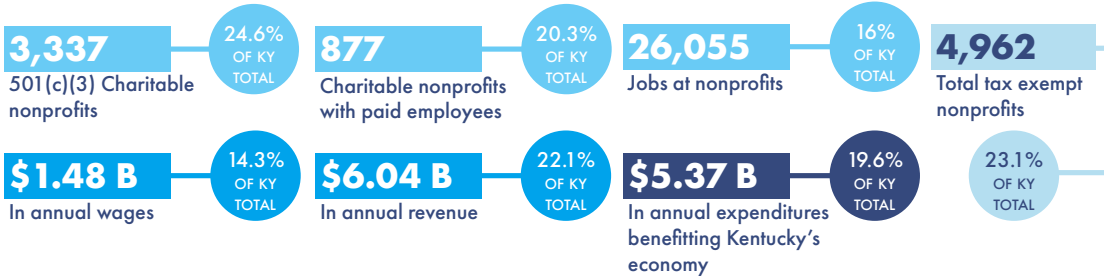 3,337
24.6%
OF KY
TOTAL
501(c)(3) Charitable
nonprofits
877
20.3%
OF KY
TOTAL
Charitable nonprofits
with paid employees
26,055
16%
OF KY
TOTAL
Jobs at nonprofits
4,962
Total tax exempt
nonprofits
$1.48 B
14.3%
OF KY
TOTAL
In annual wages
$6.04 B
22.1%
OF KY
TOTAL
In annual revenue
$5.37 B
19.6%
OF KY
TOTAL
In annual expenditures
benefitting Kentucky's
economy
23.1%
OF KY
TOTAL